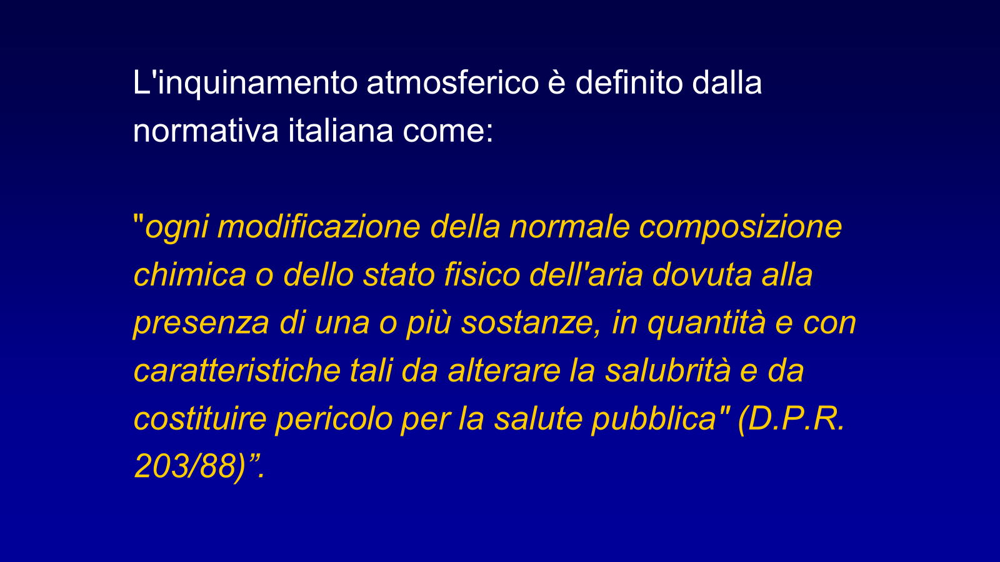 L'inquinamento atmosferico è definito dalla
normativa italiana come:
"ogni modificazione della normale composizione
chimica o dello stato fisico dell'aria dovuta alla
presenza di una o più sostanze, in quantità e con
caratteristiche tali da alterare la salubrità e da
costituire pericolo per la salute pubblica" (D.P.R.
203/88)”.